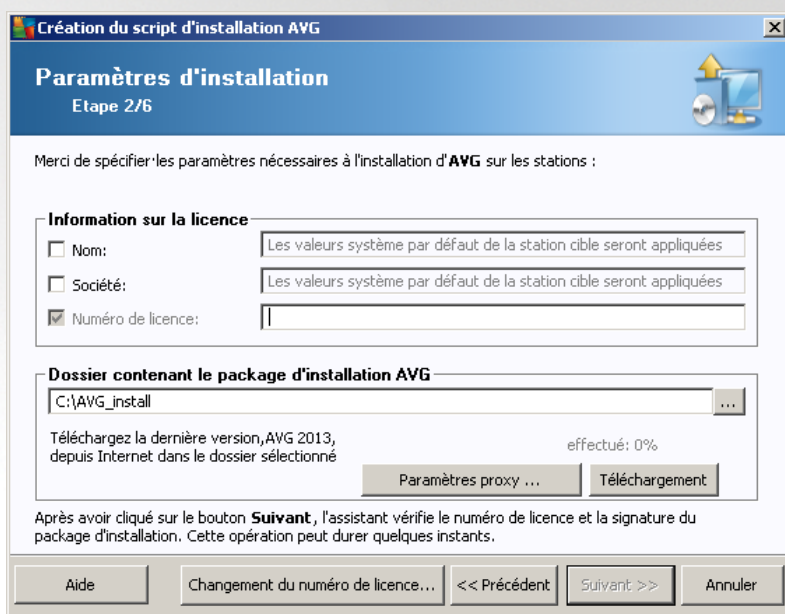 Création du script d'installation AVG
Paramètres d'installation
Etape 2/6
Merci de spécifier·les paramètres nécessaires à l'installation d'AVG sur les stations :
Information sur la licence
Nom:
Les valeurs système par défaut de la station cible seront appliquées
Société:
Les valeurs système par défaut de la station cible seront appliquées
Numéro de licence:
Dossier contenant le package d'installation AVG
C:\AVG_install
...
Téléchargez la dernière version,AVG 2013,
depuis Internet dans le dossier sélectionné
effectué: 0%
Paramètres proxy ...
Téléchargement
Après avoir cliqué sur le bouton Suivant, l'assistant vérifie le numéro de licence et la signature du
package d'installation. Cette opération peut durer quelques instants.
Aide
Changement du numéro de licence...
<< Précédent
Suivant >>
Annuler